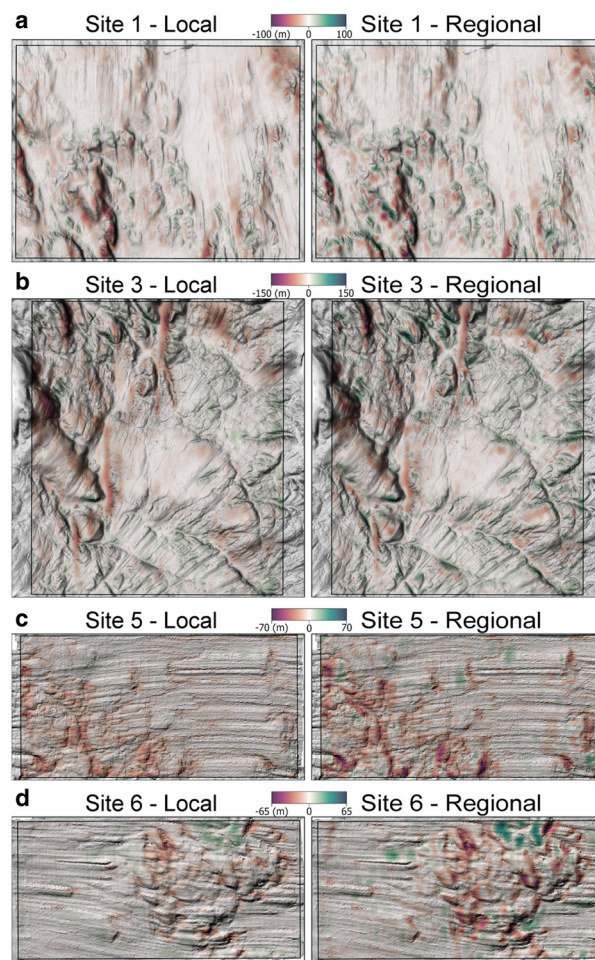 a Site 1 - Local Site 1 - Regional
-100 (m) 0 100
b Site 3 - Local Site 3 - Regional
-150 (m) 0 150
c Site 5 - Local Site 5 - Regional
-70 (m) 0 70
d Site 6 - Local Site 6 - Regional
-65 (m) 0 65